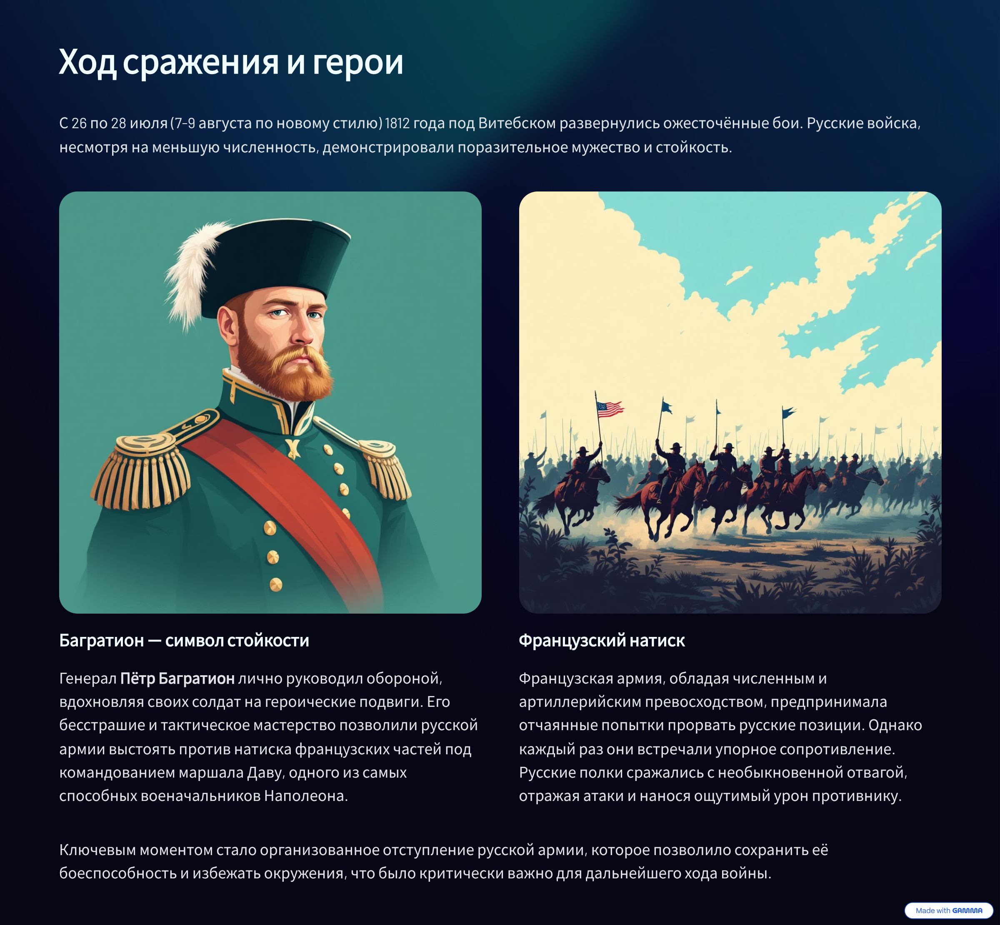 Ход сражения и герои
С 26 по 28 июля (7-9 августа по новому стилю) 1812 года под Витебском развернулись ожесточённые бои. Русские войска,
несмотря на меньшую численность, демонстрировали поразительное мужество и стойкость.
Багратион — символ стойкости
Генерал Пётр Багратион лично руководил обороной,
вдохновляя своих солдат на героические подвиги. Его
бесстрашие и тактическое мастерство позволили русской
армии выстоять против натиска французских частей под
командованием маршала Даву, одного из самых
способных военачальников Наполеона.
Французский натиск
Французская армия, обладая численным и
артиллерийским превосходством, предпринимала
отчаянные попытки прорвать русские позиции. Однако
каждый раз они встречали упорное сопротивление.
Русские полки сражались с необыкновенной отвагой,
отражая атаки и нанося ощутимый урон противнику.
Ключевым моментом стало организованное отступление русской армии, которое позволило сохранить её
боеспособность и избежать окружения, что было критически важно для дальнейшего хода войны.
Made with GAMMA